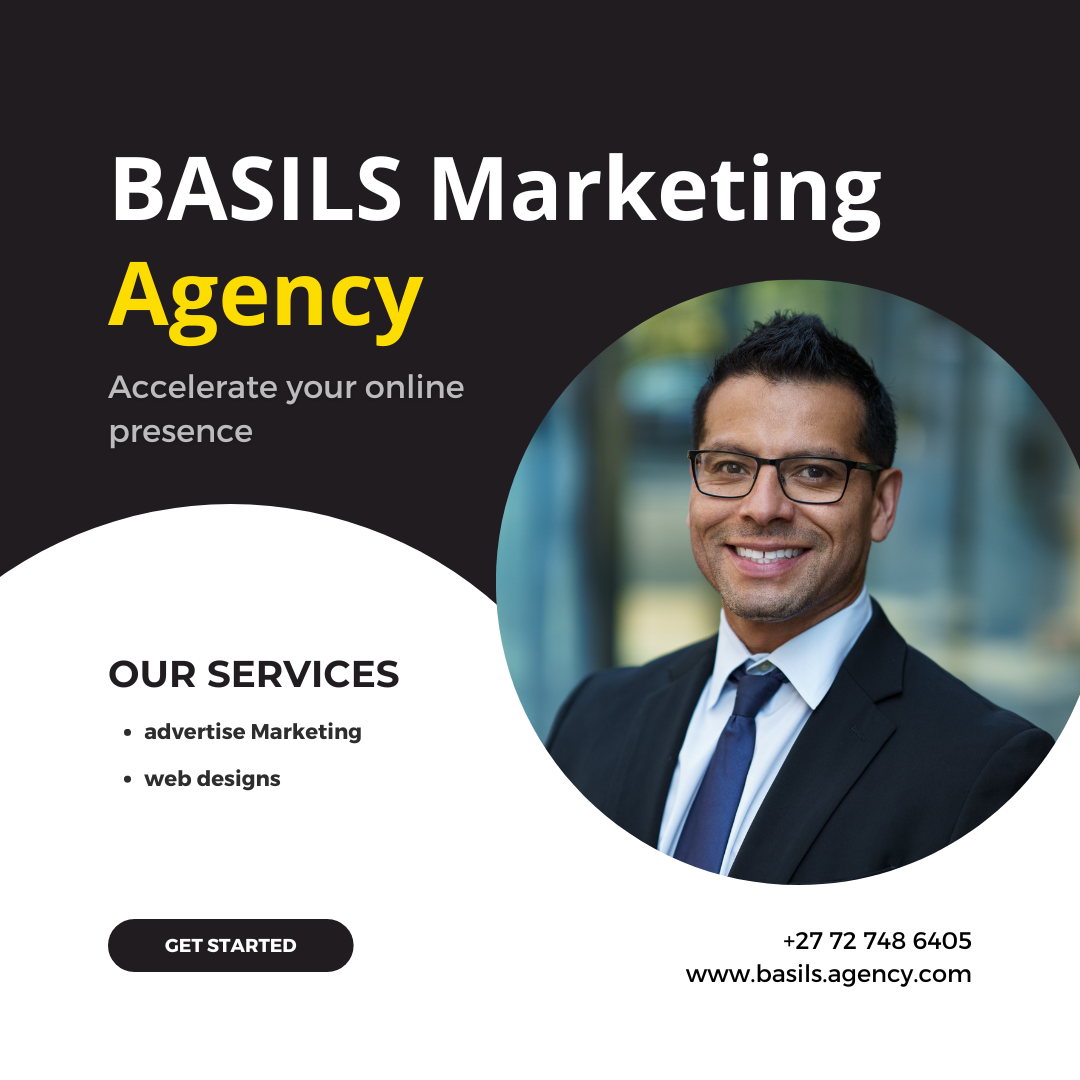 BASILS Marketing
Agency
Accelerate your online
presence
OUR SERVICES
advertise Marketing
web designs
GET STARTED
+27 72 748 6405
www.basils.agency.com